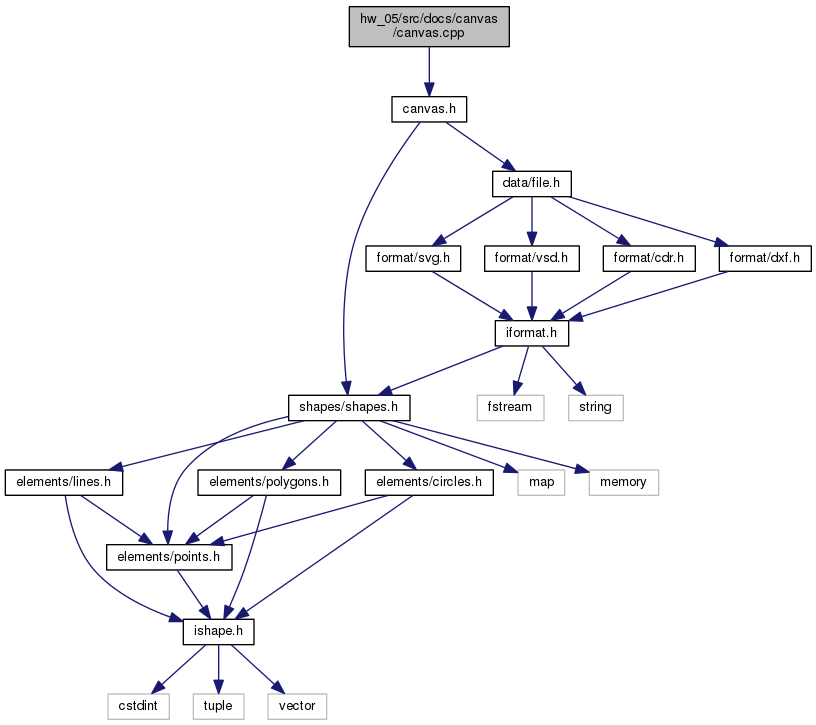 hw_05/src/docs/canvas
/canvas.cpp
canvas.h
data/file.h
format/svg.h
format/vsd.h
format/cdr.h
format/dxf.h
iformat.h
shapes/shapes.h
fstream
string
elements/lines.h
elements/polygons.h
elements/circles.h
map
memory
elements/points.h
ishape.h
cstdint
tuple
vector